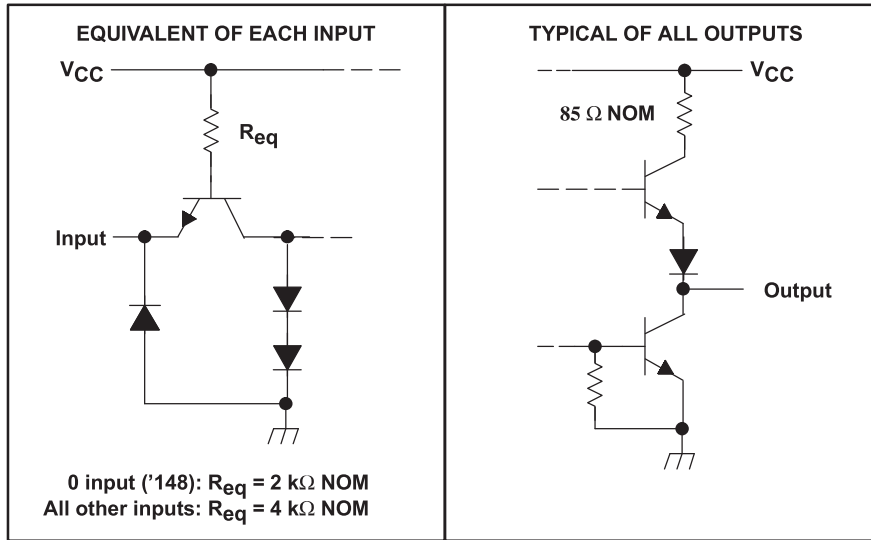 EQUIVALENT OF EACH INPUT
VCC
Req
Input
0 input ('148): Req = 2 kΩ NOM
All other inputs: Req = 4 kΩ NOM
TYPICAL OF ALL OUTPUTS
VCC
85 Ω NOM
Output